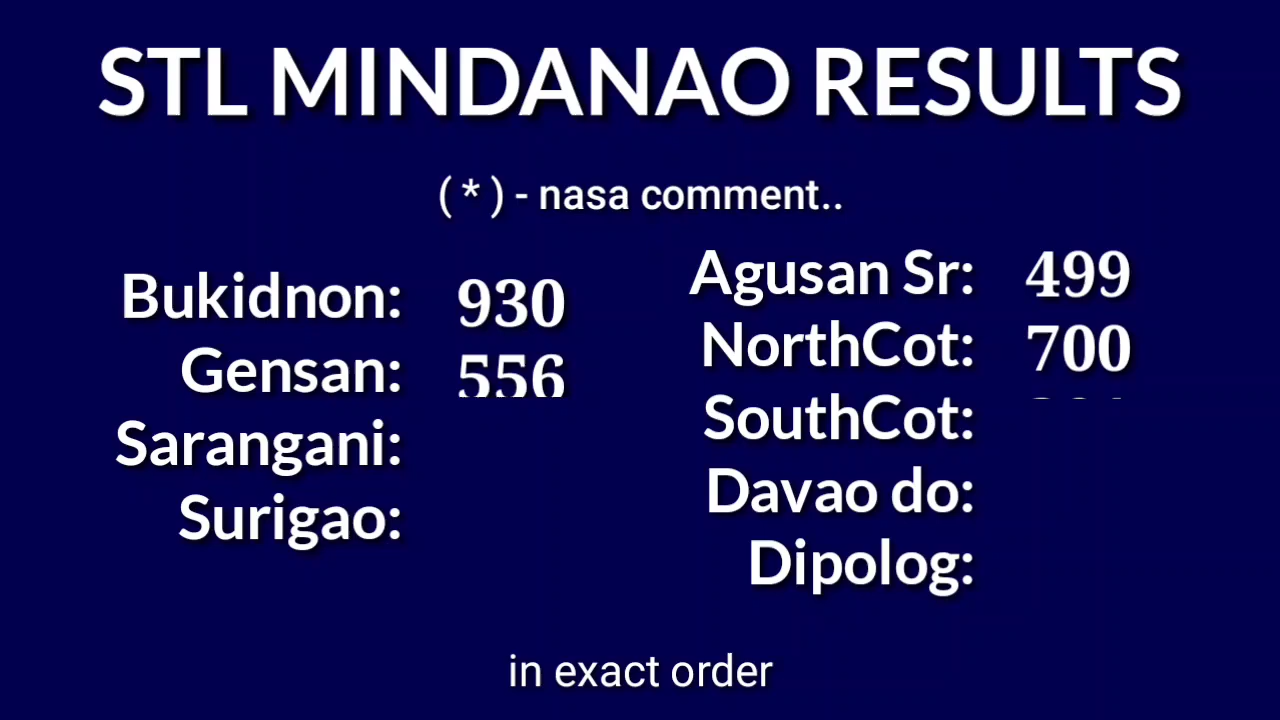 STL MINDANAO RESULTS
( * ) - nasa comment..
Bukidnon: 930
Gensan: 556
Sarangani:
Surigao:
Agusan Sr: 499
NorthCot: 700
SouthCot:
Davao do:
Dipolog:
in exact order